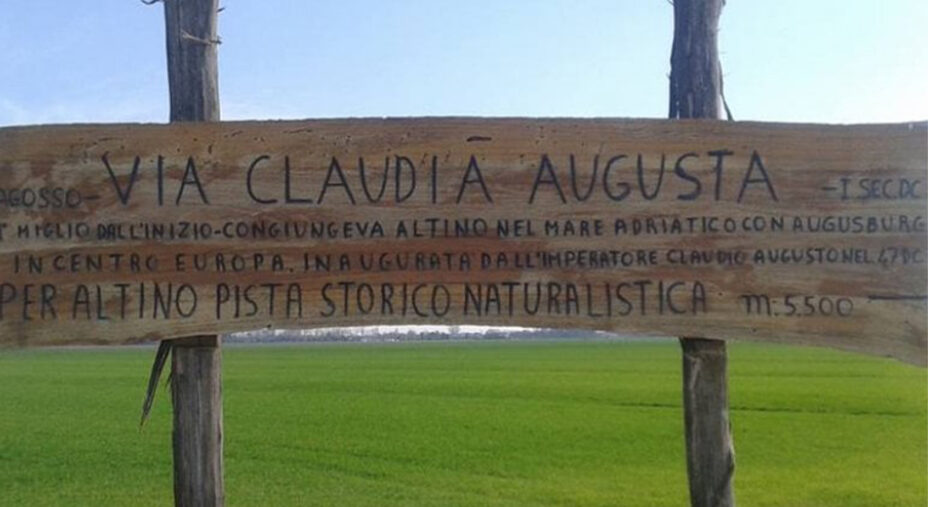 AGOSSO- VIA CLAUDIA AUGUSTA -I SEC.DC
1° MIGLIO DALL'INIZIO-CONGIUNGEVA ALTINO NEL MARE ADRIATICO CON AUGUSBURG
IN CENTRO EUROPA. INAUGURATA DALL'IMPERATORE CLAUDIO AUGUSTO NEL 47 DC
PER ALTINO PISTA STORICO NATURALISTICA m: 5.500